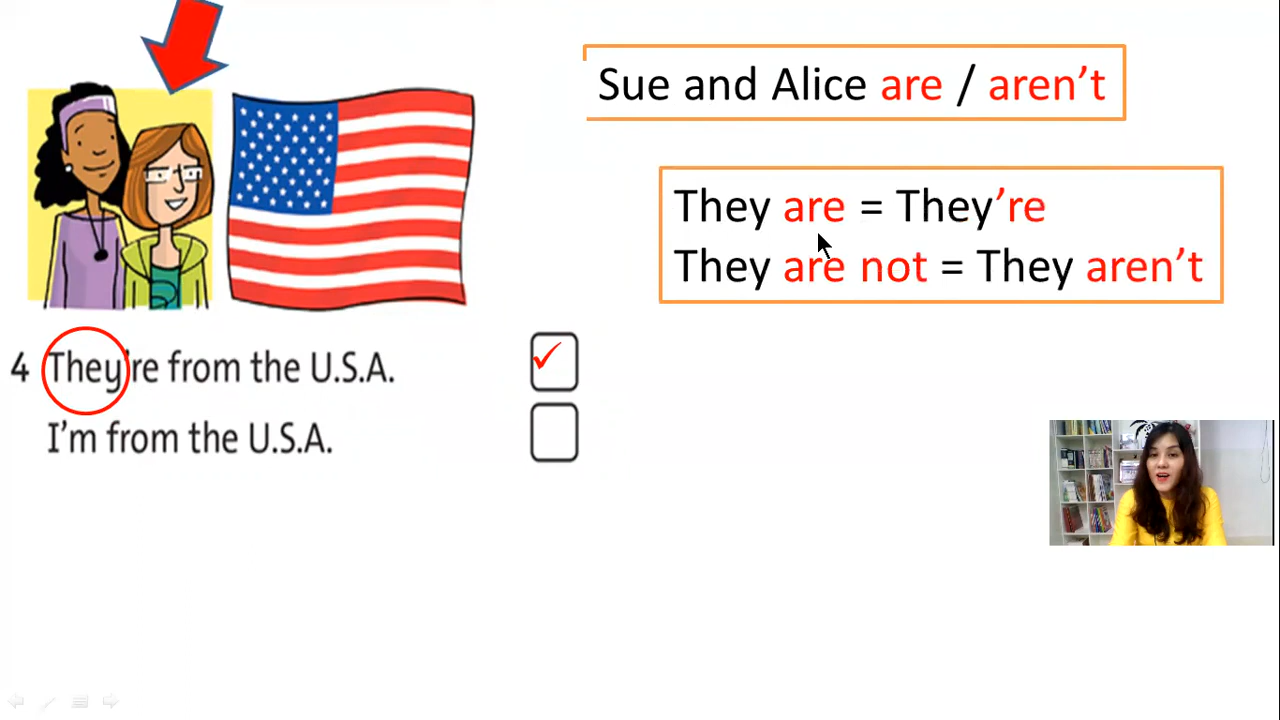 Sue and Alice are / aren’t
They are = They’re
They are not = They aren’t
4 They're from the U.S.A.
I'm from the U.S.A.